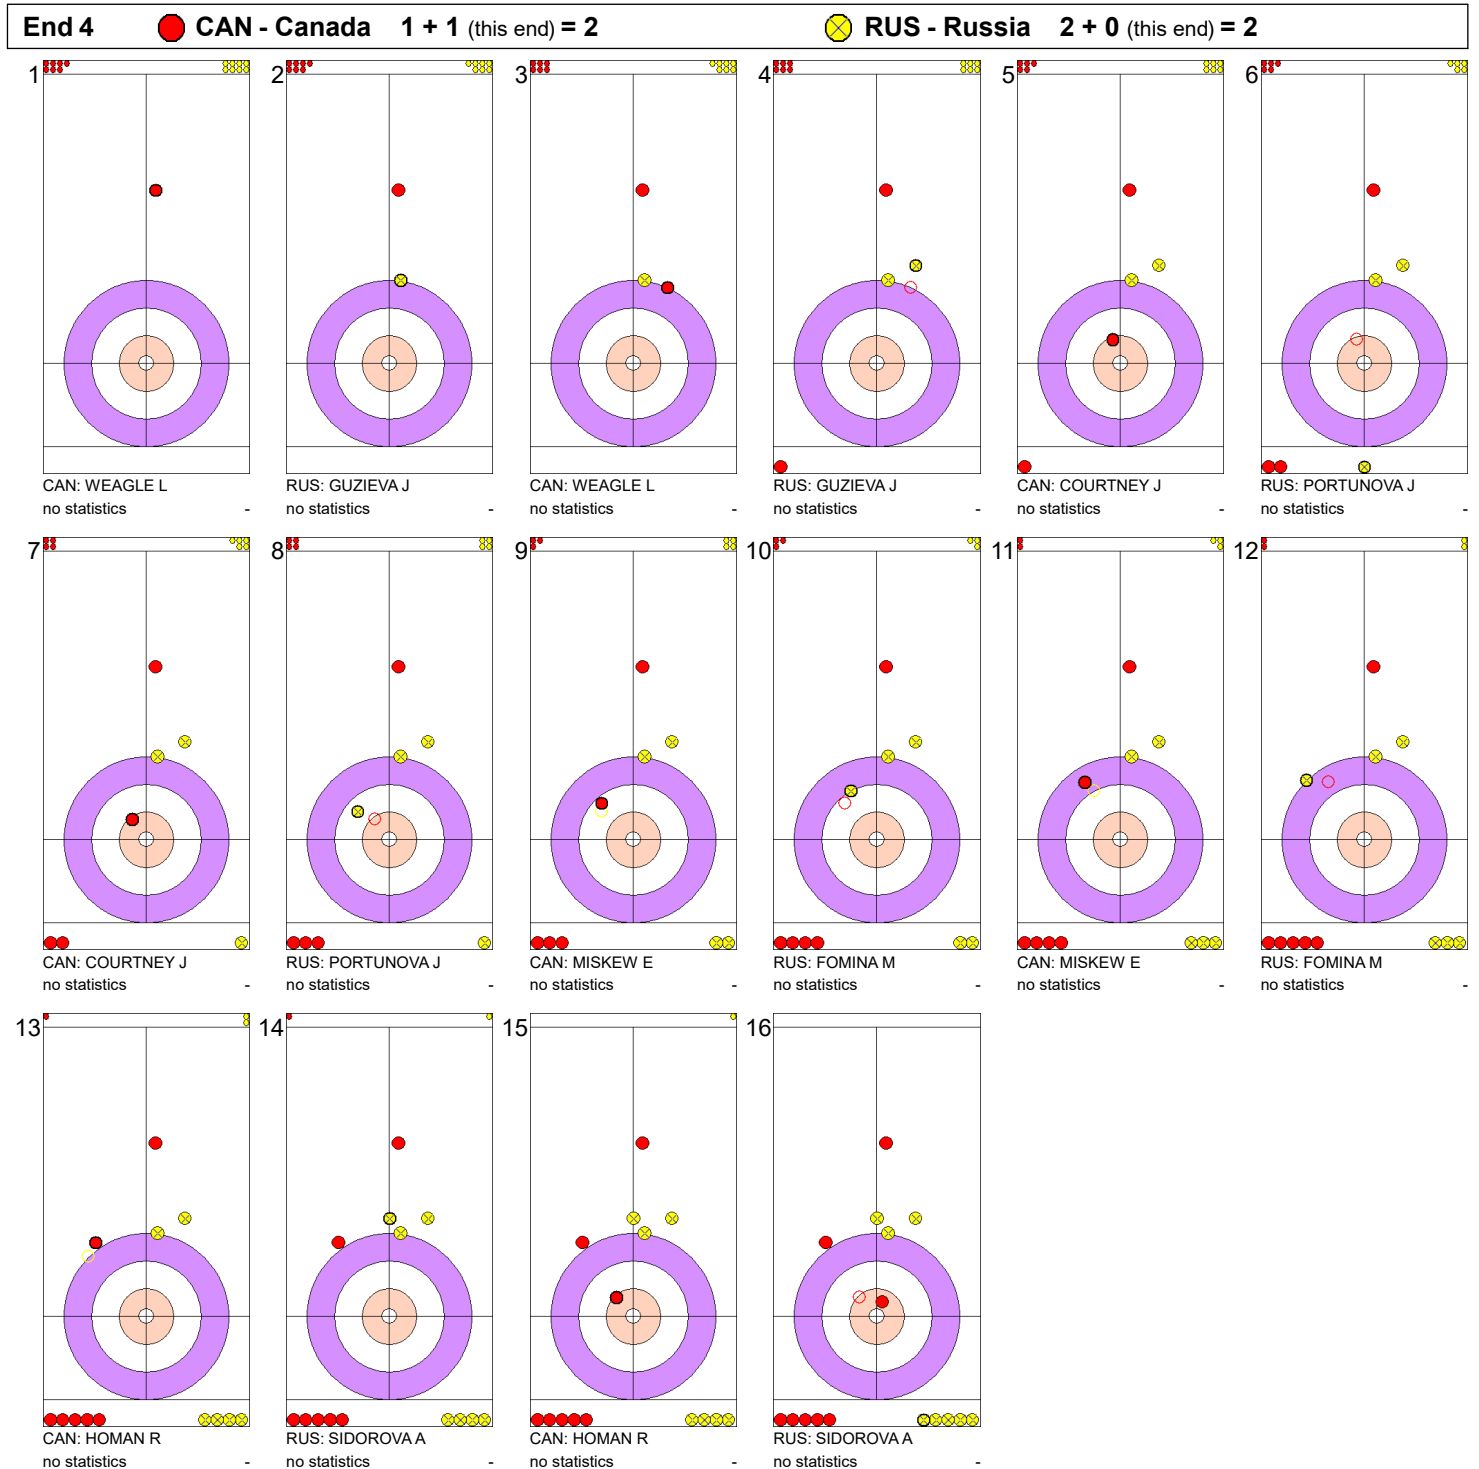 End 4 CAN - Canada 1 + 1 (this end) = 2 RUS - Russia 2 + 0 (this end) = 2
1 2 3 4 5 6
CAN: WEAGLE L RUS: GUZIEVA J CAN: WEAGLE L RUS: GUZIEVA J CAN: COURTNEY J RUS: PORTUNOVA J
no statistics - no statistics - no statistics - no statistics - no statistics - no statistics -
7 8 9 10 11 12
CAN: COURTNEY J RUS: PORTUNOVA J CAN: MISKEW E RUS: FOMINA M CAN: MISKEW E RUS: FOMINA M
no statistics - no statistics - no statistics - no statistics - no statistics - no statistics -
13 14 15 16
CAN: HOMAN R RUS: SIDOROVA A CAN: HOMAN R RUS: SIDOROVA A
no statistics - no statistics - no statistics - no statistics -